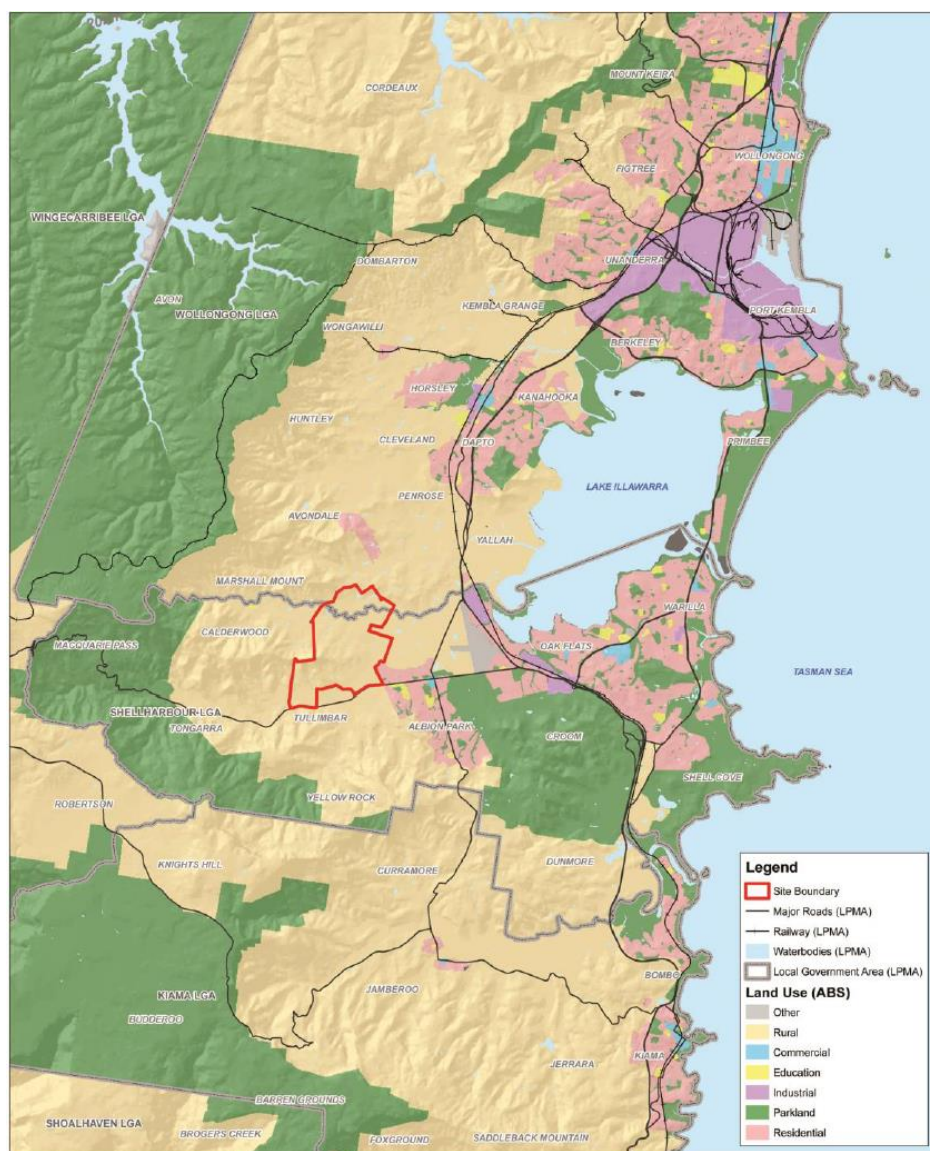 MOUNT KEIRA
CORDEAUX
WOLLONGONG
FIGTREE
WINGECARRIBEE LGA
DOMBARTON
UNANDERRA
AVON
KEMBLA GRANGE
WOLLONGONG LGA
PORT KEMBLA
WONGAWILLI
BERKELEY
HORSLEY
KANAHOOKA
HUNTLEY
CLEVELAND
DAPTO
PRIMBEE
LAKE ILLAWARRA
PENROSE
AVONDALE
YALLAH
MARSHALL MOUNT
WARILLA
CALDERWOOD
MACQUARIE PASS
OAK FLATS
TASMAN SEA
SHELLHARBOUR LGA
TULLIMBAR
ALBION PARK
TONGARRA
CROOM
SHELL COVE
YELLOW ROCK
ROBERTSON
KNIGHTS HILL
CURRAMORE
DUNMORE
BOMBO
JAMBEROO
KIAMA LGA
BUDDEROO
KIAMA
JERRARA
BARREN GROUNDS
SHOALHAVEN LGA
BROGERS CREEK
FOXGROUND
SADDLEBACK MOUNTAIN
Legend
Site Boundary
Major Roads (LPMA)
Railway (LPMA)
Waterbodies (LPMA)
Local Government Area (LPMA)
Land Use (ABS)
Other
Rural
Commercial
Education
Industrial
Parkland
Residential